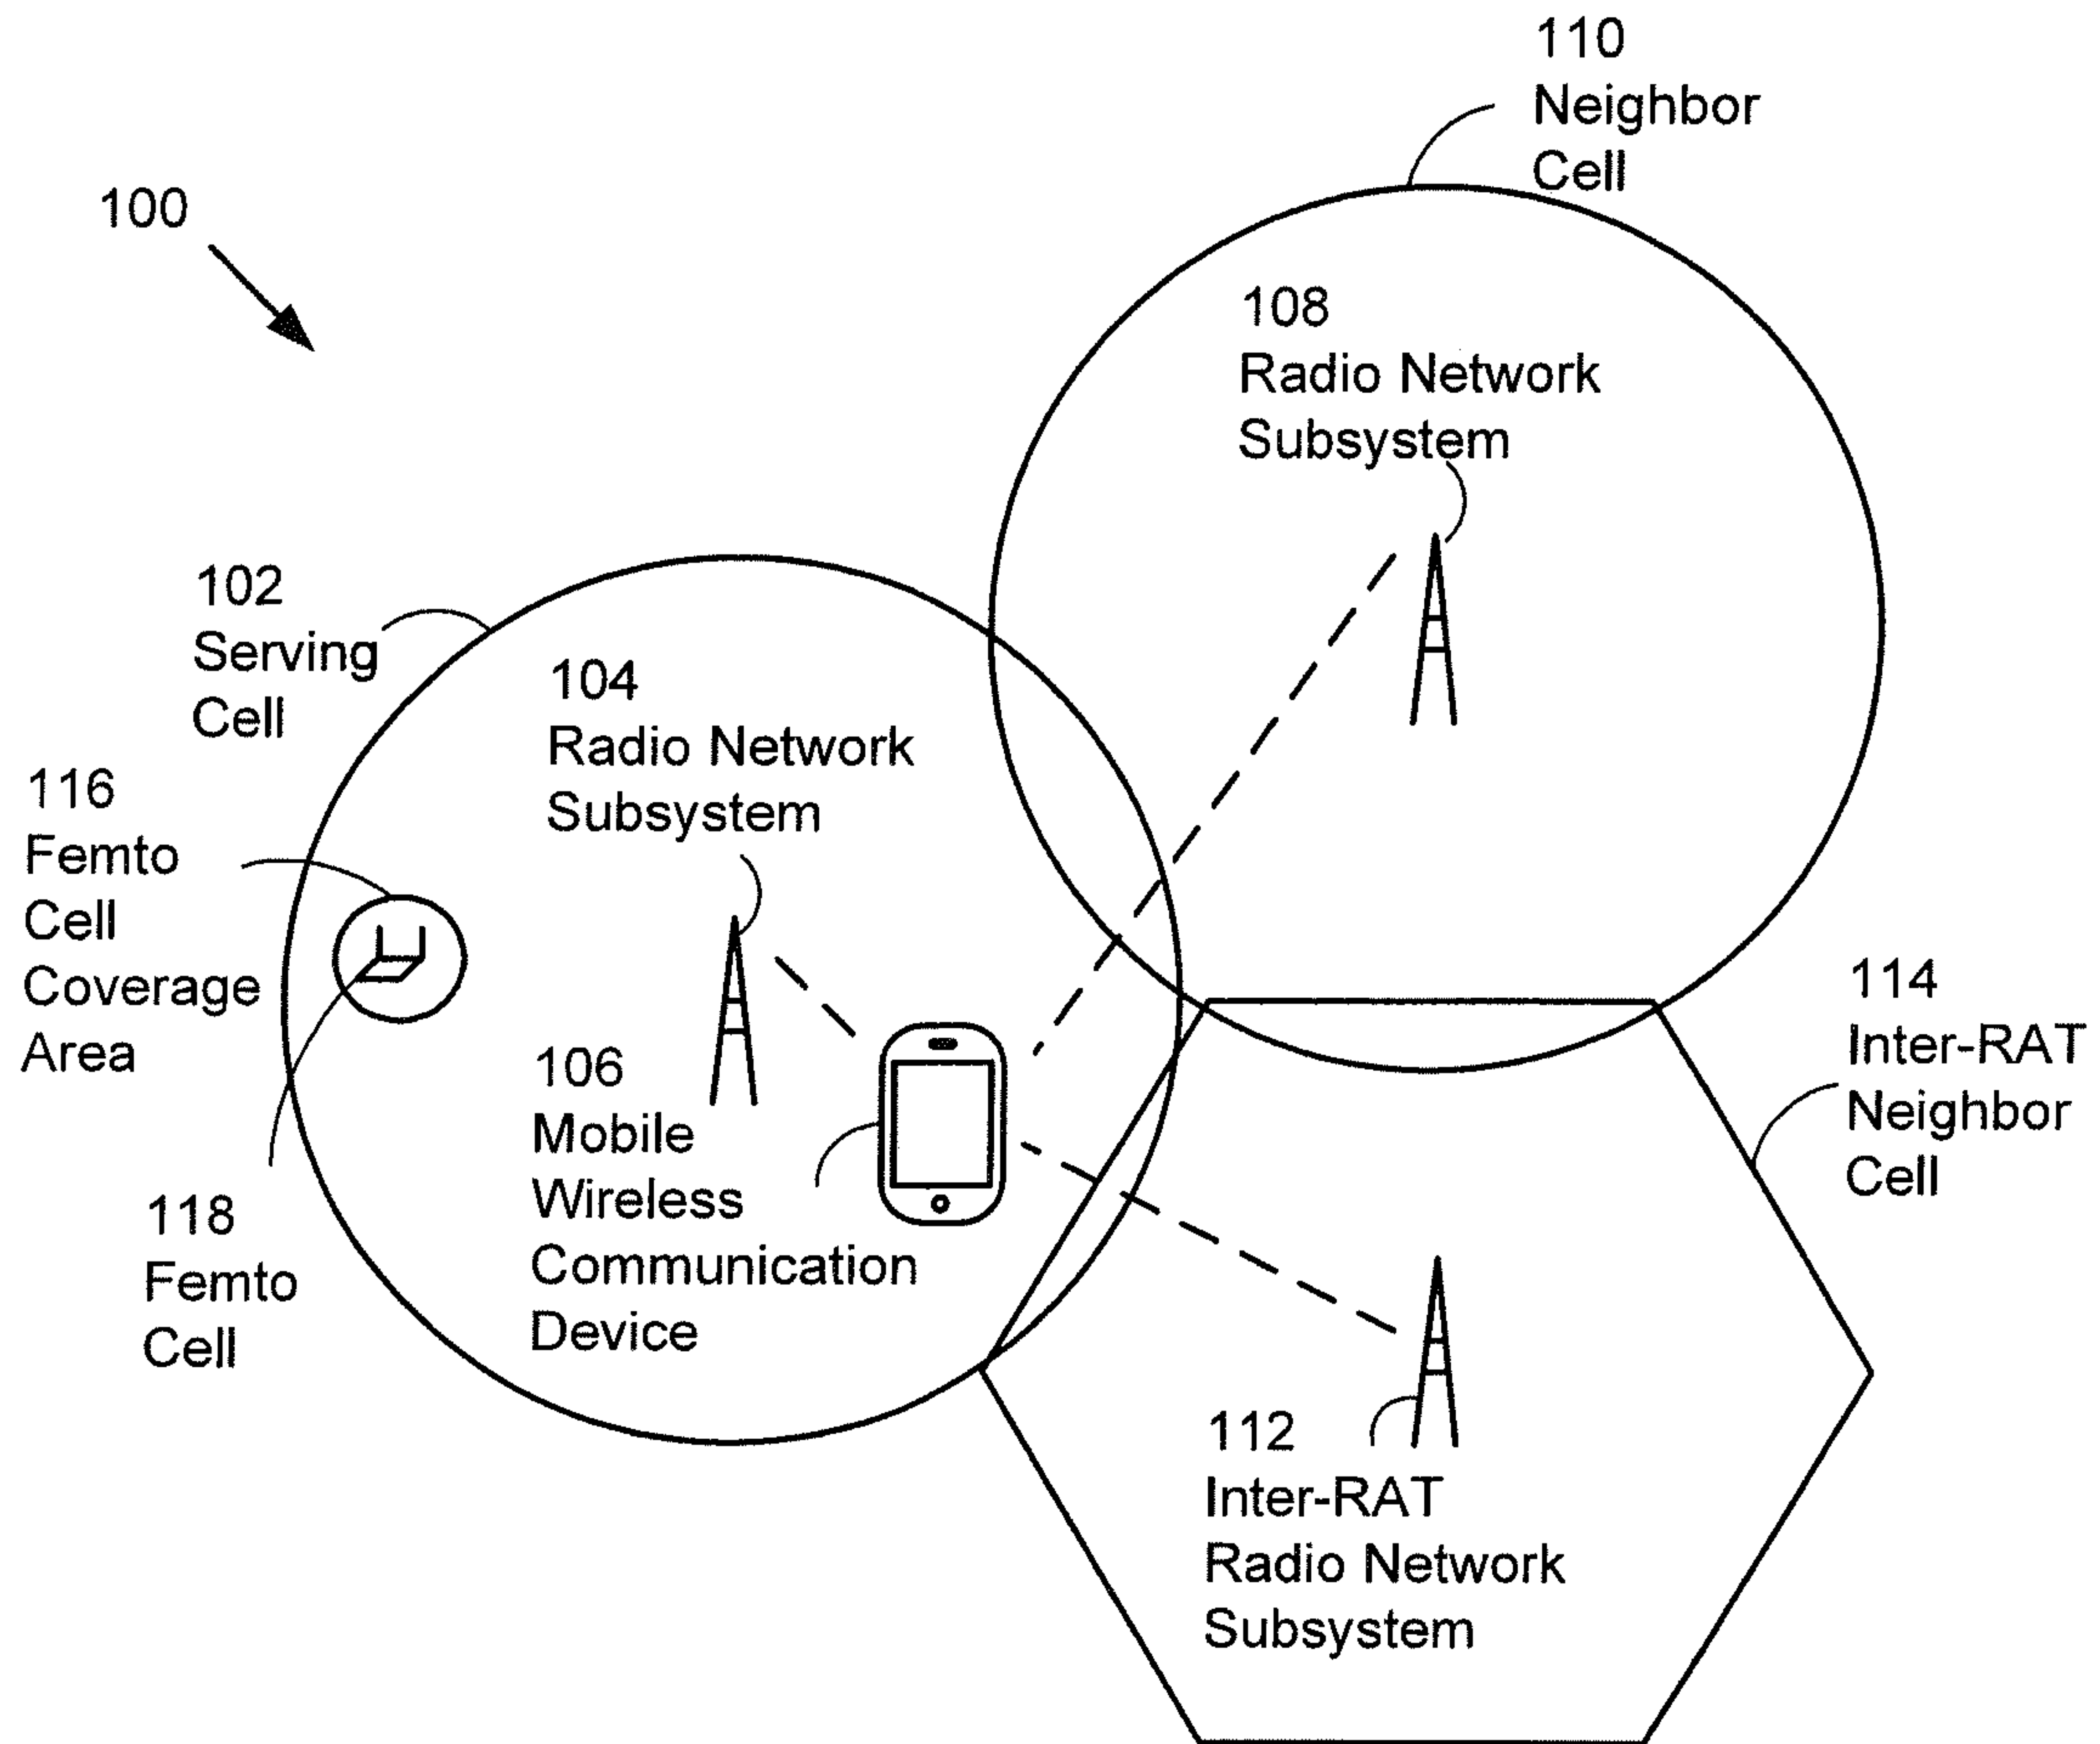 110
Neighbor
Cell
100
108
Radio Network
Subsystem
102
Serving
Cell
104
Radio Network
Subsystem
116
Femto
Cell
Coverage
Area
114
Inter-RAT
Neighbor
Cell
106
Mobile
Wireless
Communication
Device
118
Femto
Cell
112
Inter-RAT
Radio Network
Subsystem